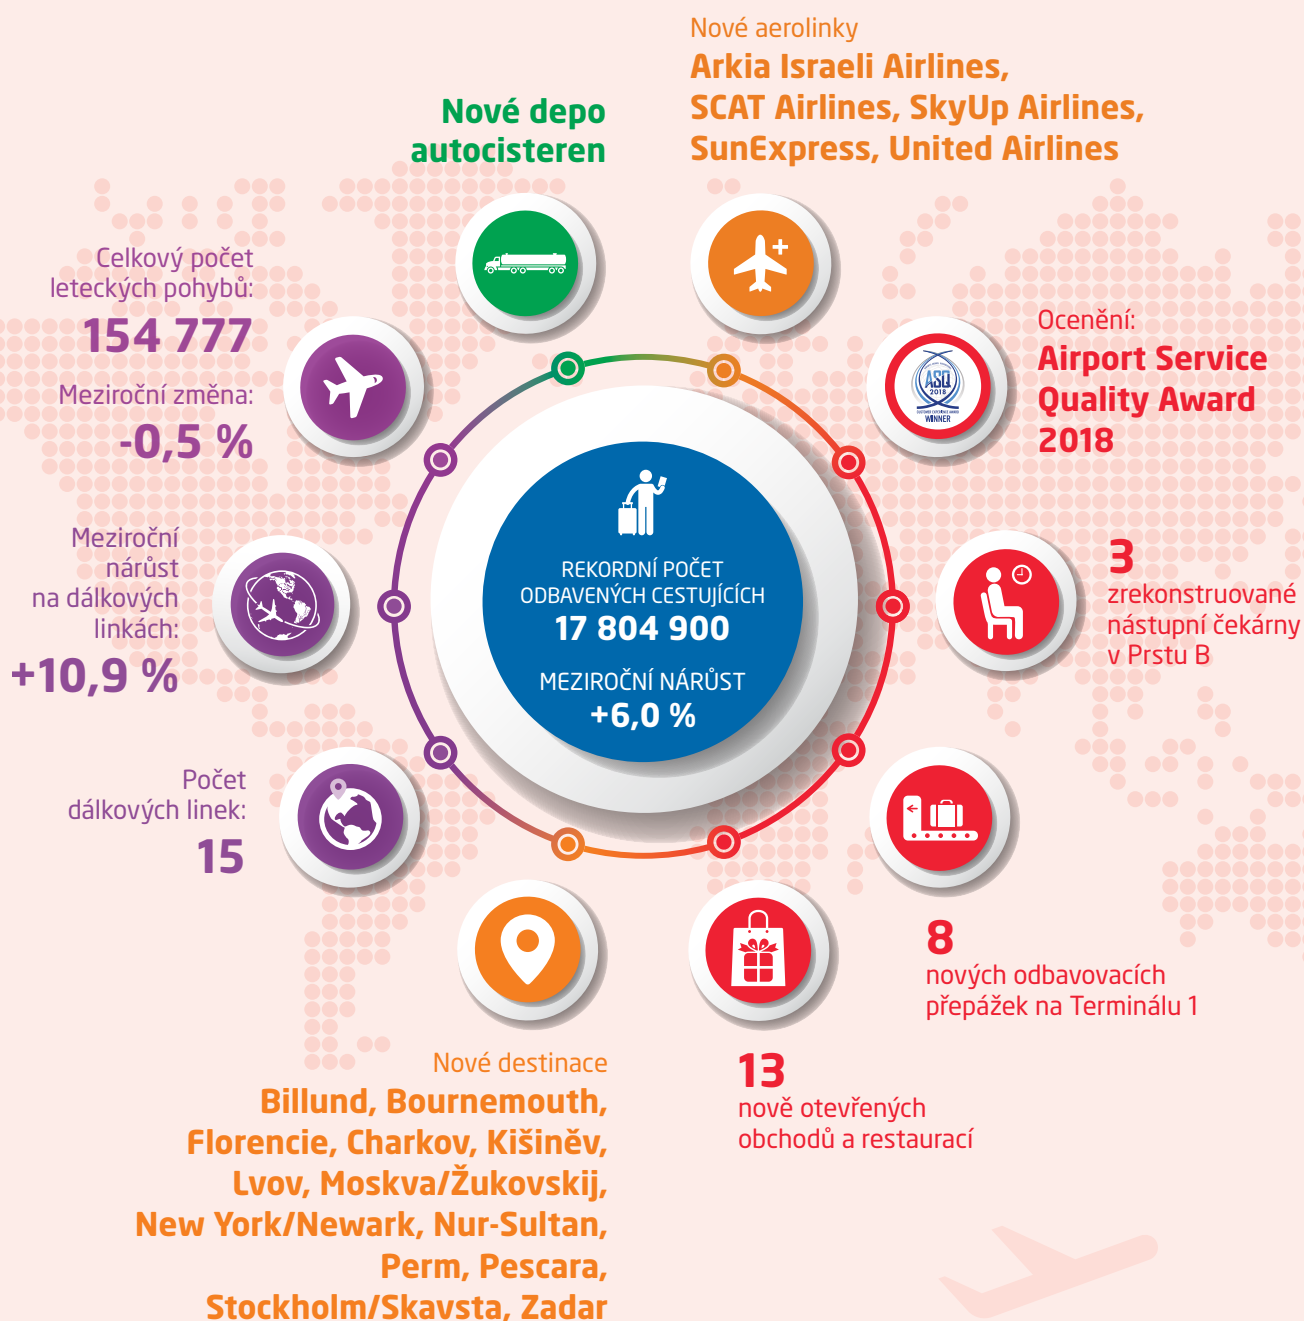 Nové aerolinky
Arkia Israeli Airlines,
SCAT Airlines, SkyUp Airlines,
SunExpress, United Airlines
Nové depo
autocisteren
Celkový počet
leteckých pohybů:
154 777
Meziroční změna:
-0,5 %
Ocenění:
Airport Service
Quality Award
2018
ASQ
2018
WINNER
REKORDNÍ POČET
ODBAVENÝCH CESTUJÍCÍCH
17 804 900
MEZIROČNÍ NÁRŮST
+6,0 %
Meziroční
nárůst
na dálkových
linkách:
+10,9 %
3
zrekonstruované
nástupní čekárny
v Prstu B
Počet
dálkových linek:
15
8
nových odbavovacích
přepážek na Terminálu 1
13
nově otevřených
obchodů a restaurací
Nové destinace
Billund, Bournemouth,
Florencie, Charkov, Kišiněv,
Lvov, Moskva/Žukovskij,
New York/Newark, Nur-Sultan,
Perm, Pescara,
Stockholm/Skavsta, Zadar